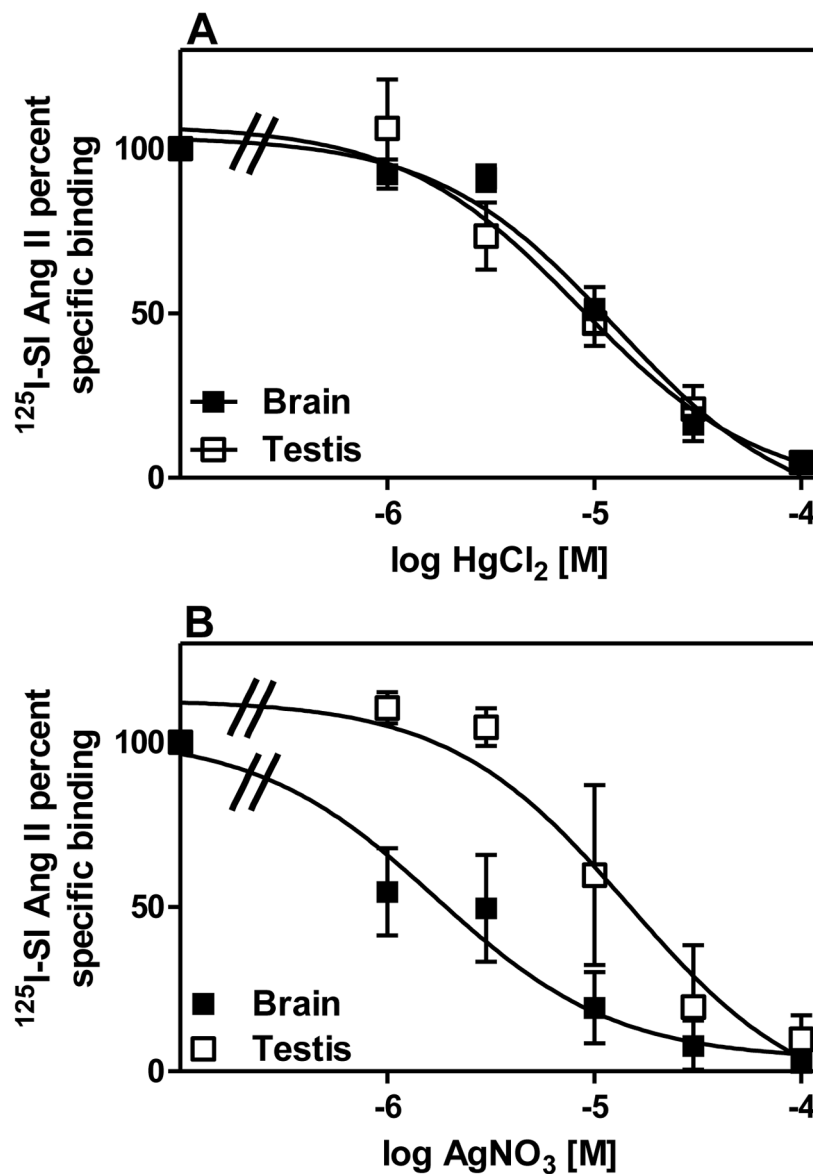 A
¹²⁵I-SI Ang II percent
specific binding
100
50
0
Brain
Testis
-6
-5
-4
log HgCl₂ [M]
B
¹²⁵I-SI Ang II percent
specific binding
100
50
0
Brain
Testis
-6
-5
-4
log AgNO₃ [M]